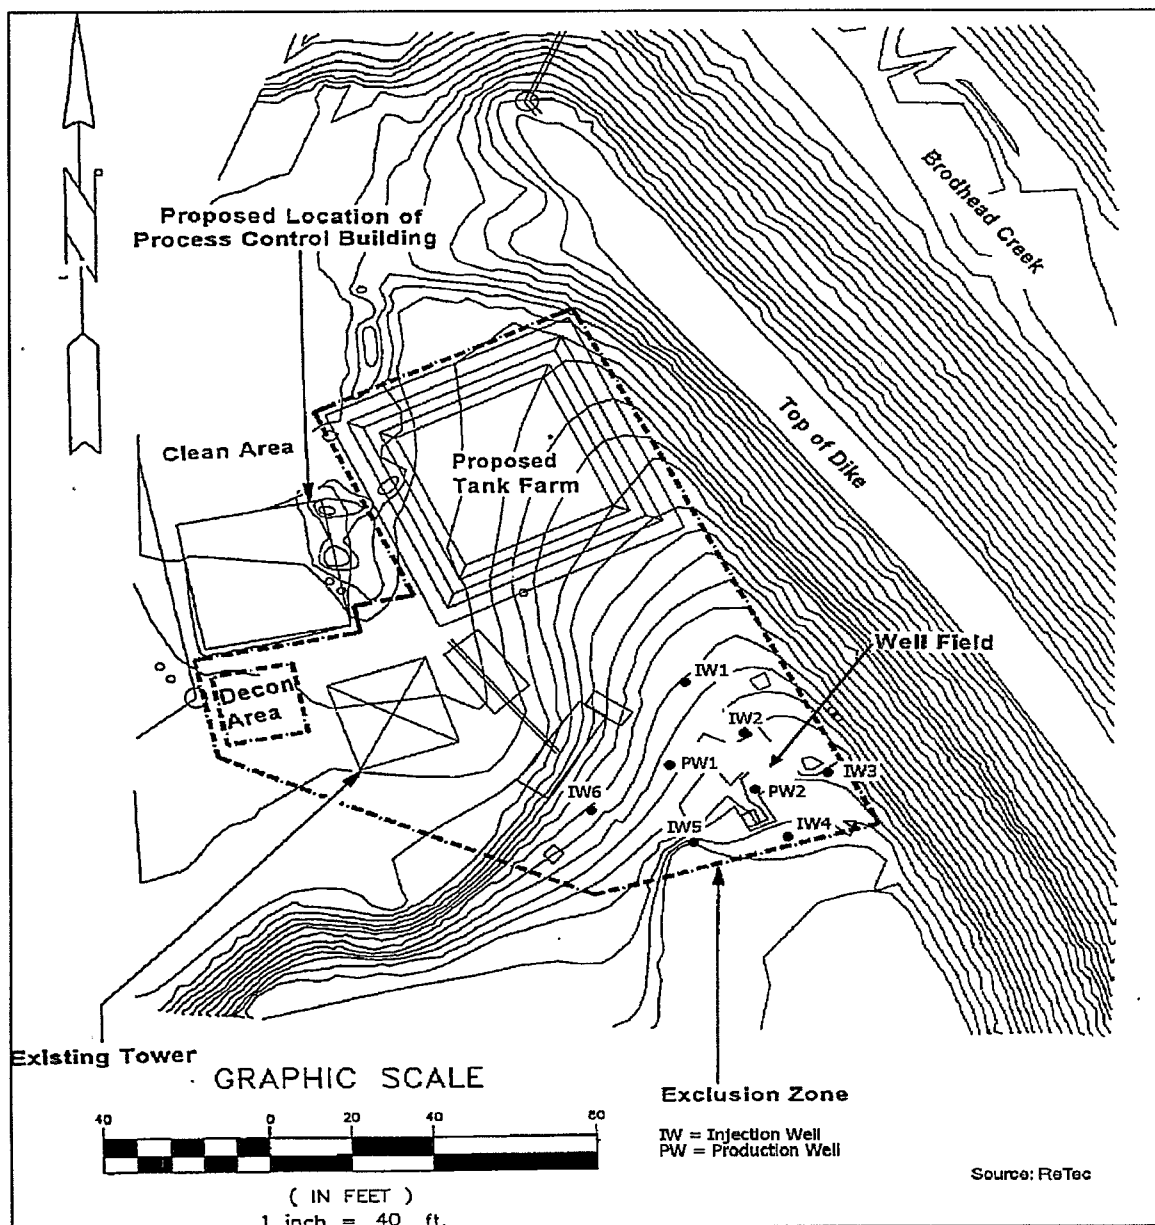 N
Proposed Location of
Process Control Building
Brodhead Creek
Clean Area
Proposed
Tank Farm
Top of Dike
Well Field
Decon
Area
IW1
IW2
PW1
IW3
PW2
IW6
IW5
IW4
Existing Tower
GRAPHIC SCALE
Exclusion Zone
40 0 20 40 80
IW = Injection Well
PW = Production Well
Source: ReTec
( IN FEET )
1 inch = 40 ft.